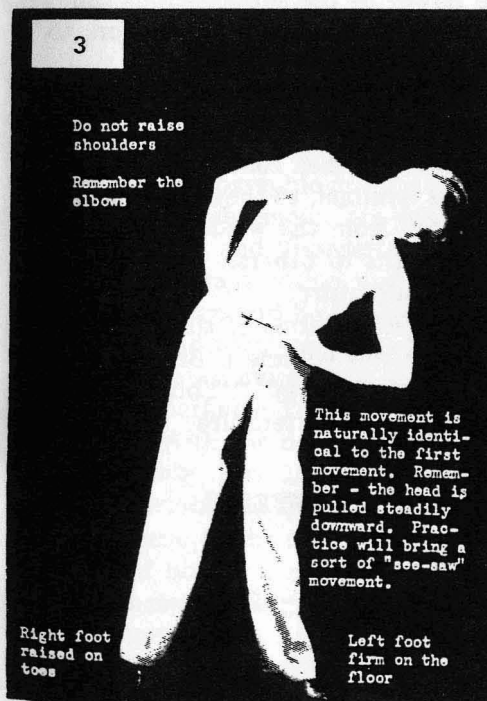 3
Do not raise
shoulders
Remember the
elbows
This movement is
naturally identi-
cal to the first
movement. Remem-
ber - the head is
pulled steadily
downward. Prac-
tice will bring a
sort of "see-saw"
movement.
Right foot
raised on
toes
Left foot
firm on the
floor